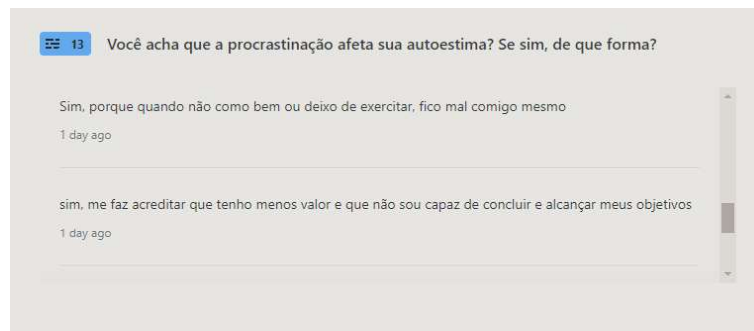 13 Você acha que a procrastinação afeta sua autoestima? Se sim, de que forma?
Sim, porque quando não como bem ou deixo de exercitar, fico mal comigo mesmo
1 day ago
sim, me faz acreditar que tenho menos valor e que não sou capaz de concluir e alcançar meus objetivos
1 day ago